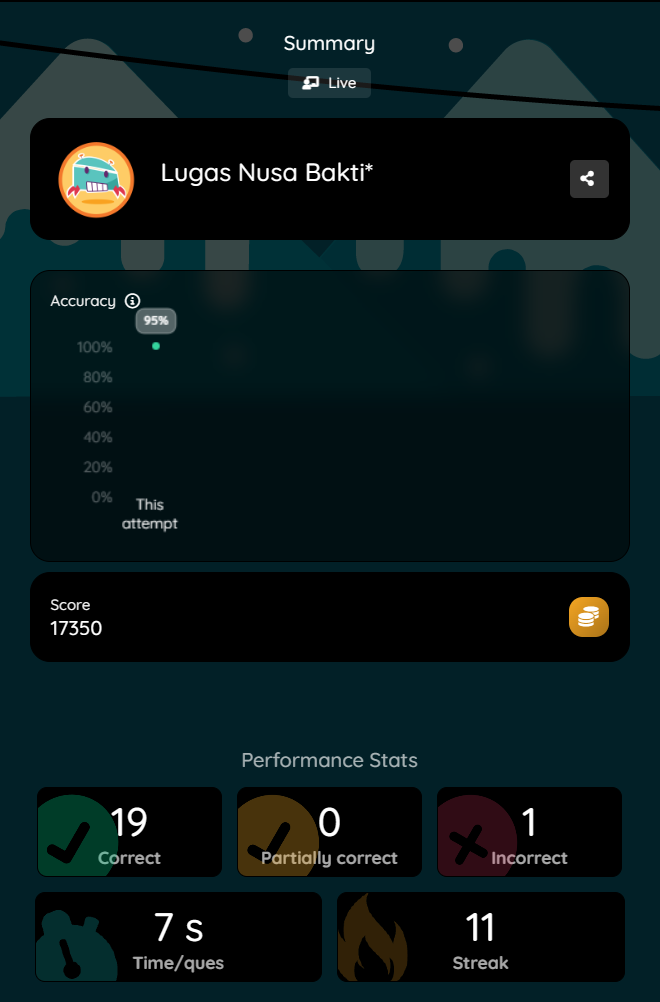 Summary
Live
Lugas Nusa Bakti*
Accuracy
95%
100%
80%
60%
40%
20%
0%
This
attempt
Score
17350
Performance Stats
19
Correct
0
Partially correct
1
Incorrect
7 s
Time/ques
11
Streak